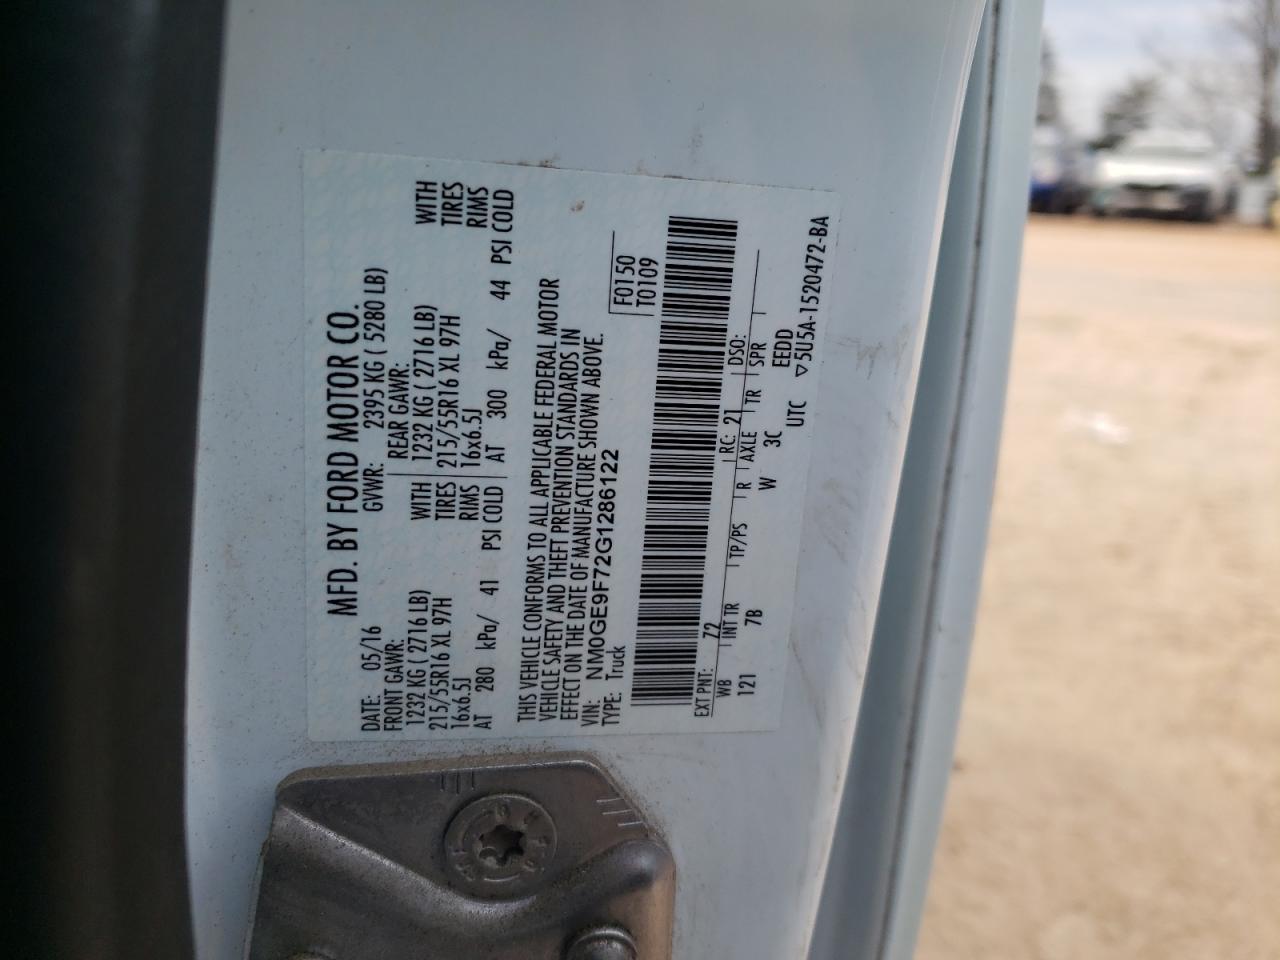 MFD. BY FORD MOTOR CO.
DATE: 05/16 GVWR: 2395 KG ( 5280 LB)
FRONT GAWR: REAR GAWR:
1232 KG ( 2716 LB) WITH 1232 KG ( 2716 LB) WITH
215/55R16 XL 97H TIRES 215/55R16 XL 97H TIRES
16x6.5J RIMS 16x6.5J RIMS
AT 280 kPa/ 41 PSI COLD AT 300 kPa/ 44 PSI COLD
THIS VEHICLE CONFORMS TO ALL APPLICABLE FEDERAL MOTOR
VEHICLE SAFETY AND THEFT PREVENTION STANDARDS IN
EFFECT ON THE DATE OF MANUFACTURE SHOWN ABOVE.
VIN: NM0GE9F72G1286122 F0150
TYPE: Truck T0109
EXT PNT: 72 RC: 21 DSO:
WB INT TR TP/PS R AXLE TR SPR
121 7B W 3C EEDD
UTC ▽5U5A-1520472-BA